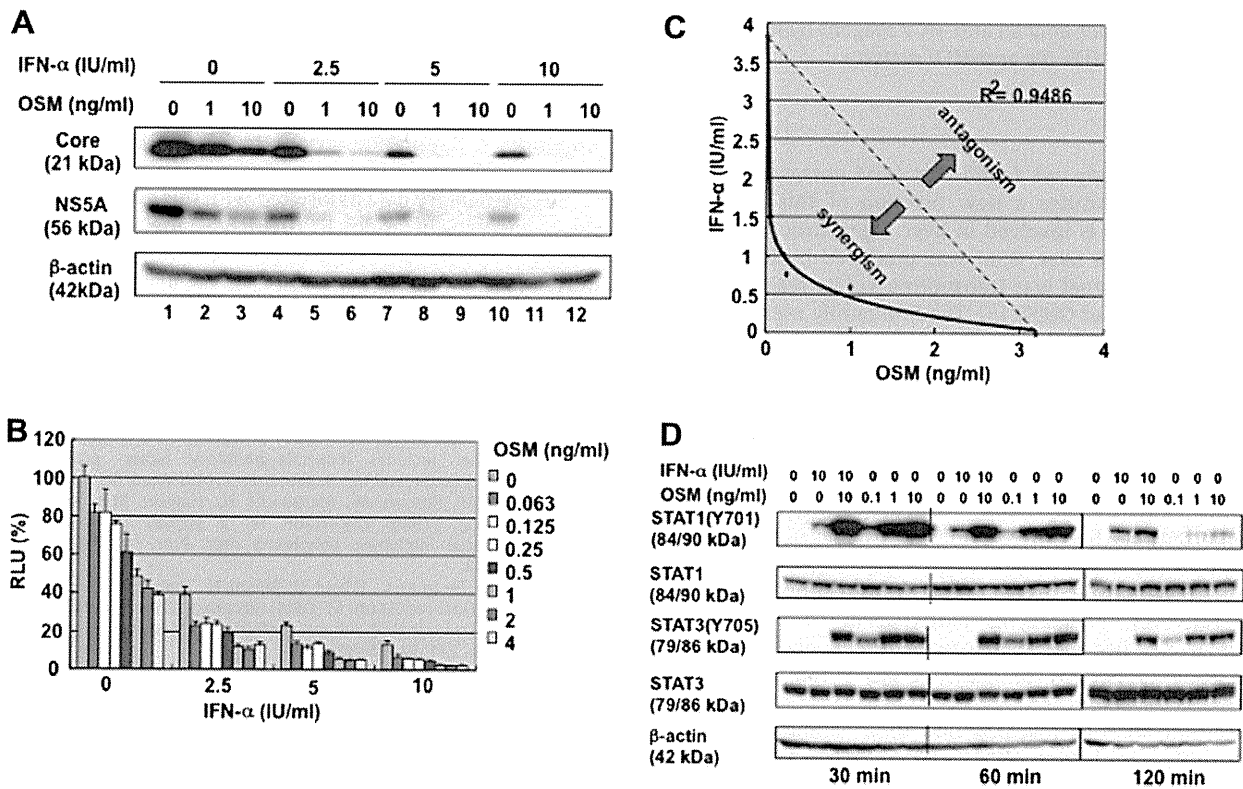 A
IFN-α (IU/ml) 0 2.5 5 10
OSM (ng/ml) 0 1 10 0 1 10 0 1 10 0 1 10
Core
(21 kDa)
NS5A
(56 kDa)
β-actin
(42kDa)
1 2 3 4 5 6 7 8 9 10 11 12
B
120
100
80
60
40
20
0
RLU (%)
0 2.5 5 10
IFN-α (IU/ml)
OSM (ng/ml)
0
0.063
0.125
0.25
0.5
1
2
4
C
4
3.5
3
2.5
2
1.5
1
0.5
0
IFN-α (IU/ml)
R²= 0.9486
antagonism
synergism
0 1 2 3 4
OSM (ng/ml)
D
IFN-α (IU/ml) 0 10 10 0 0 0 0 10 10 0 0 0 0 10 10 0 0 0
OSM (ng/ml) 0 0 10 0.1 1 10 0 0 10 0.1 1 10 0 0 10 0.1 1 10
STAT1(Y701)
(84/90 kDa)
STAT1
(84/90 kDa)
STAT3(Y705)
(79/86 kDa)
STAT3
(79/86 kDa)
β-actin
(42 kDa)
30 min 60 min 120 min